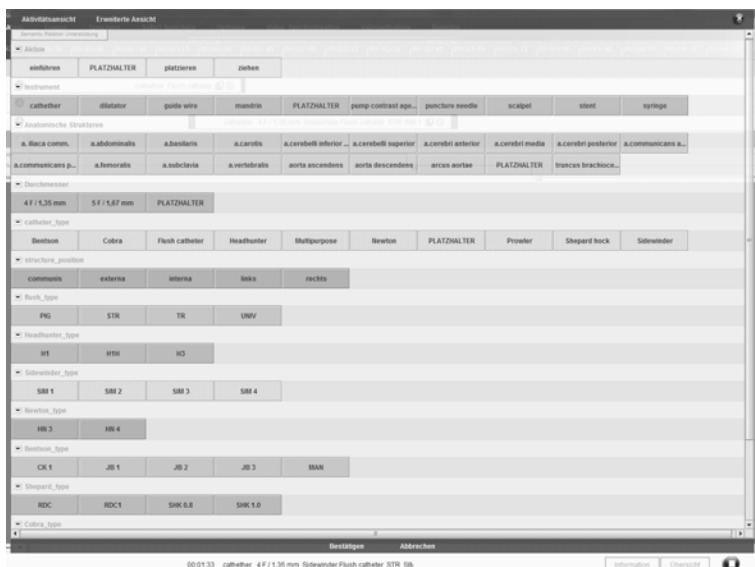 Aktivitätsansicht Erweiterte Ansicht
Semantic Relation Unterstützung
Aktion
einführen PLATZHALTER platzieren ziehen
Instrument
cathether dilatator guide wire mandrin PLATZHALTER pump contrast age... puncture needle scalpel stent syringe
Anatomische Strukturen
a. iliaca comm. a.abdominalis a.basilaris a.carotis a.cerebelli inferior ... a.cerebelli superior a.cerebri anterior a.cerebri media a.cerebri posterior a.communicans a...
a.communicans p... a.femoralis a.subclavia a.vertebralis aorta ascendens aorta descendens arcus aortae PLATZHALTER truncus brachioce...
Durchmesser
4 F / 1,35 mm 5 F / 1,67 mm PLATZHALTER
catheter_type
Bentson Cobra Flush catheter Headhunter Multipurpose Newton PLATZHALTER Prowler Shepard hock Sidewinder
structure_position
communis externa interna links rechts
flush_type
PIG STR TR UNIV
Headhunter_type
H1 H1H H3
Sidewinder_type
SIM 1 SIM 2 SIM 3 SIM 4
Newton_type
HN 3 HN 4
Bentson_type
CK 1 JB 1 JB 2 JB 3 MAN
Shepard_type
RDC RDC1 SHK 0.8 SHK 1.0
Cobra_type
Bestätigen Abbrechen
00:01:33 cathether 4 F / 1,35 mm Sidewinder Flush catheter STR
Information Übersicht